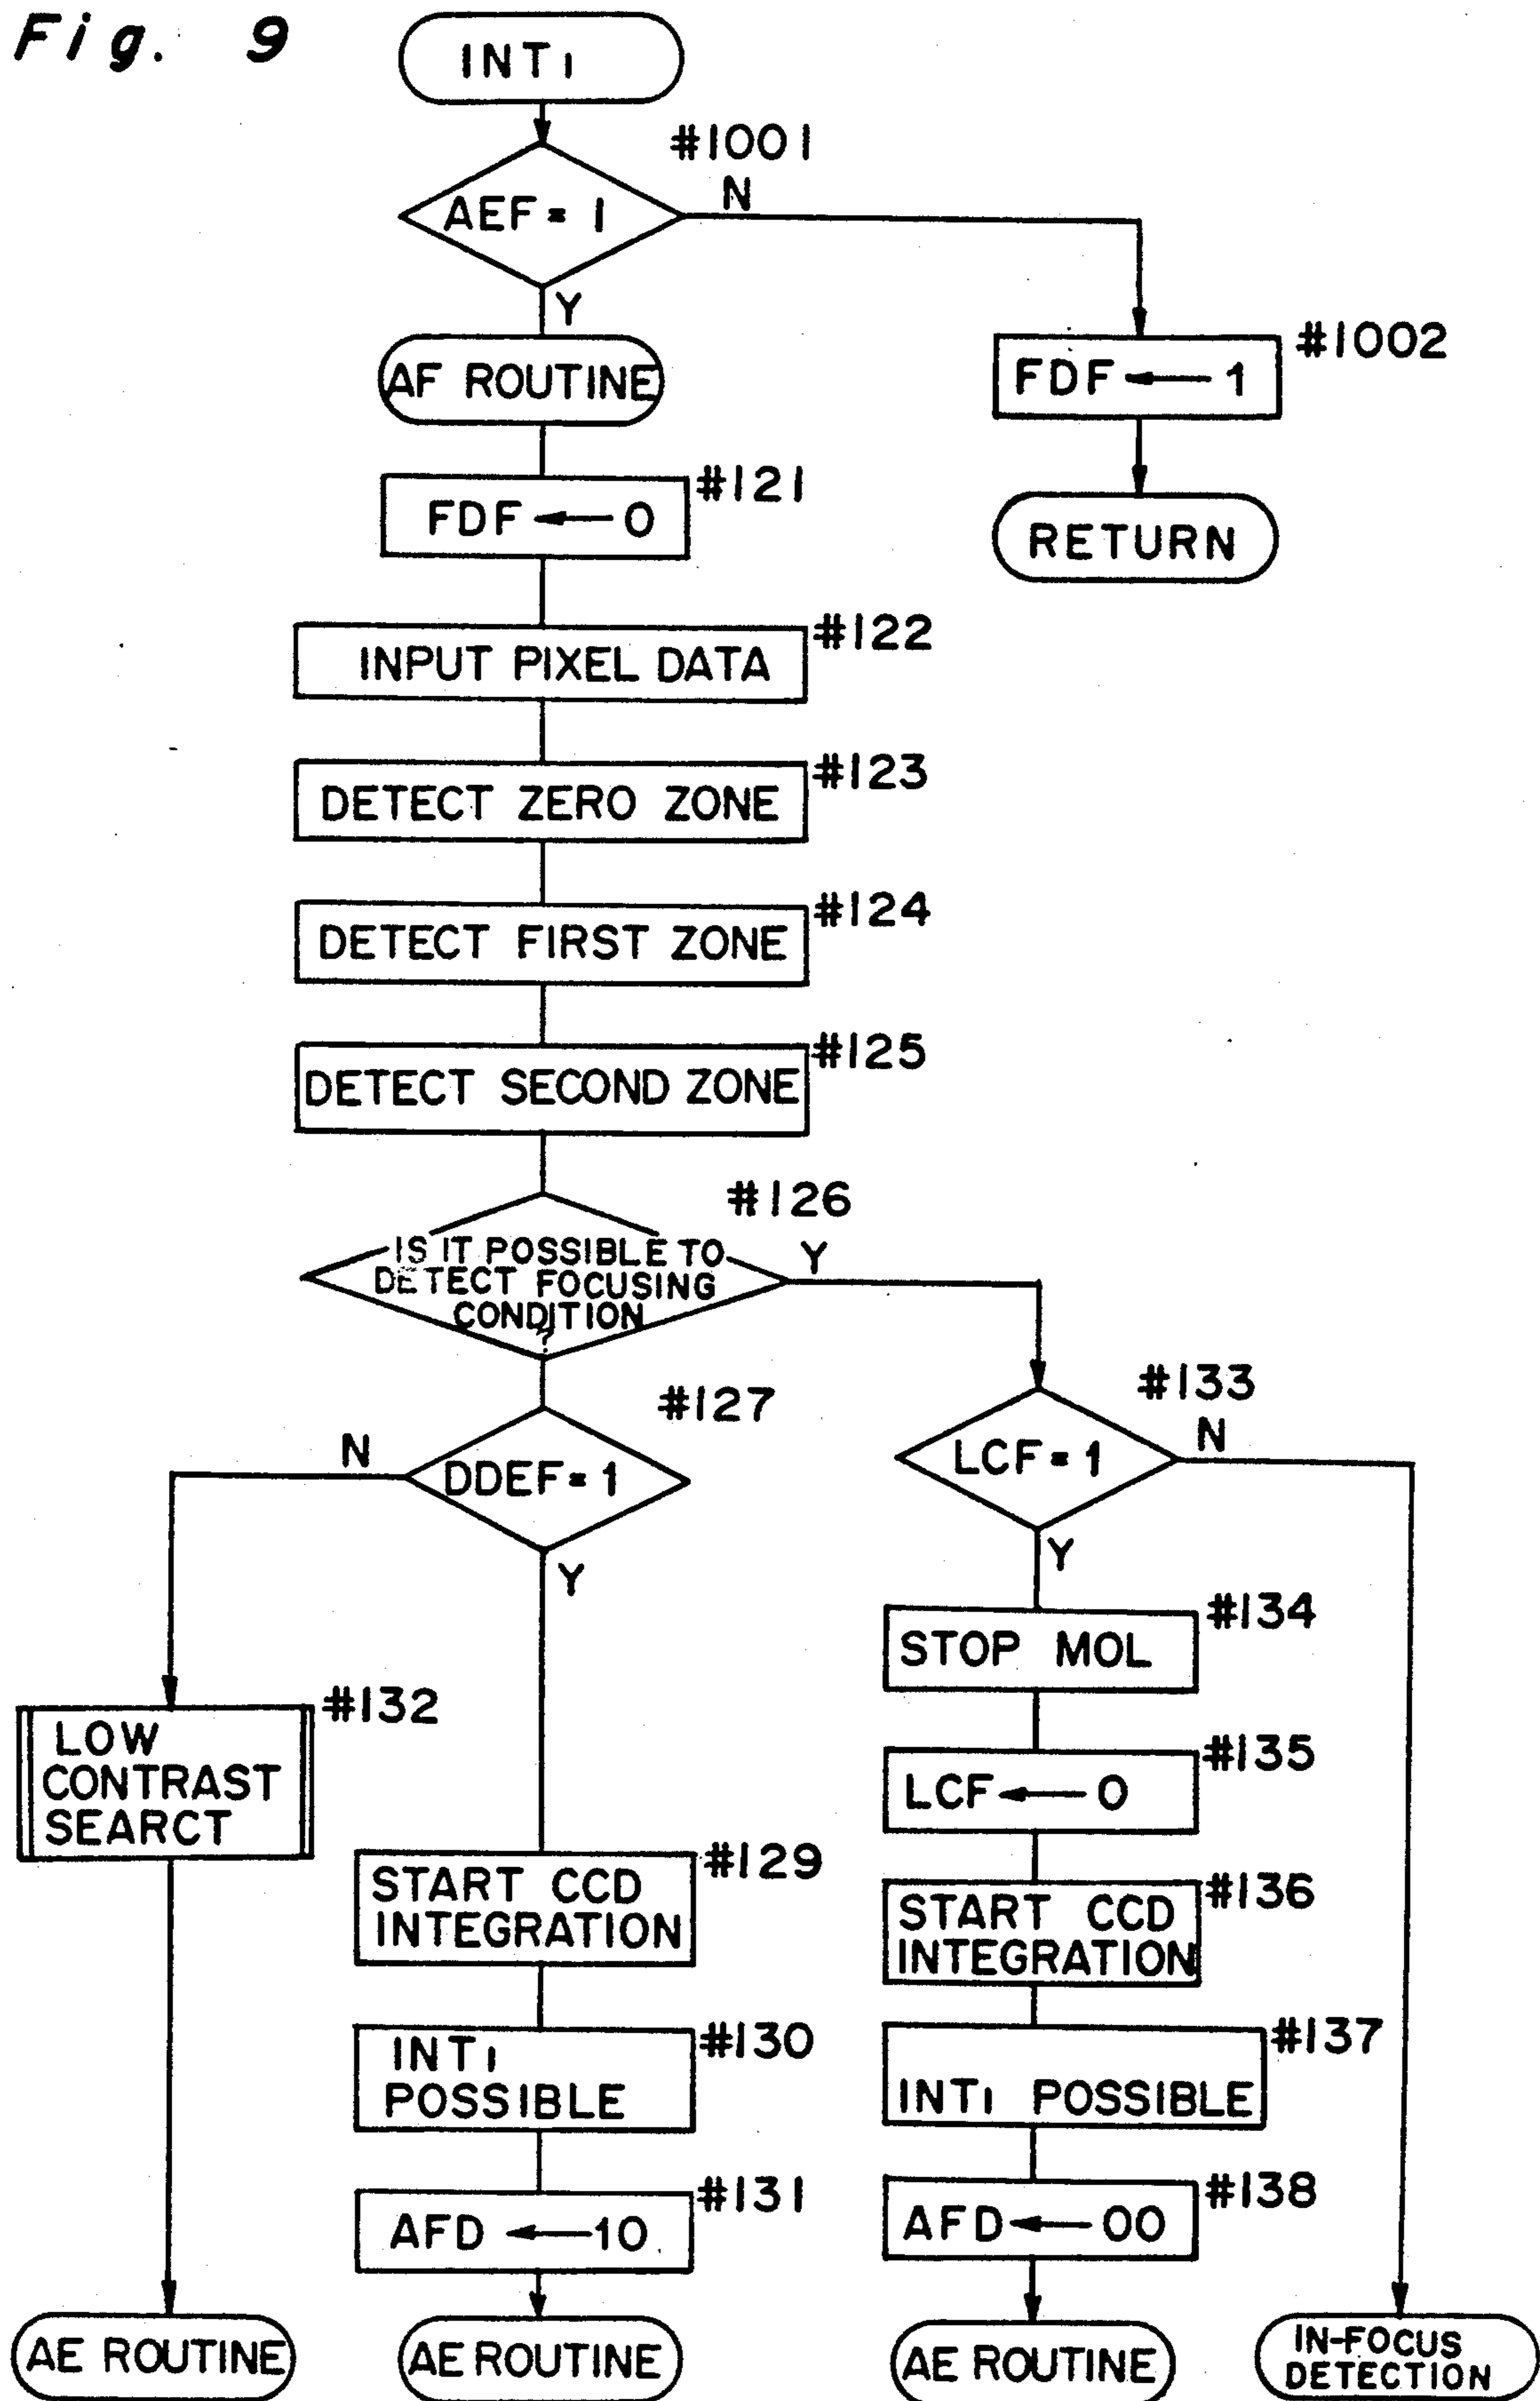 Fig. 9
INT1
#1001
AEF = 1
N
Y
AF ROUTINE
#1002
FDF ← 1
RETURN
#121
FDF ← 0
#122
INPUT PIXEL DATA
#123
DETECT ZERO ZONE
#124
DETECT FIRST ZONE
#125
DETECT SECOND ZONE
#126
IS IT POSSIBLE TO
DETECT FOCUSING
CONDITION
?
Y
#127
DDEF = 1
N
Y
#133
LCF = 1
N
Y
#132
LOW
CONTRAST
SEARCT
AE ROUTINE
#129
START CCD
INTEGRATION
#130
INT1
POSSIBLE
#131
AFD ← 10
AE ROUTINE
#134
STOP MOL
#135
LCF ← 0
#136
START CCD
INTEGRATION
#137
INT1 POSSIBLE
#138
AFD ← 00
AE ROUTINE
IN-FOCUS
DETECTION